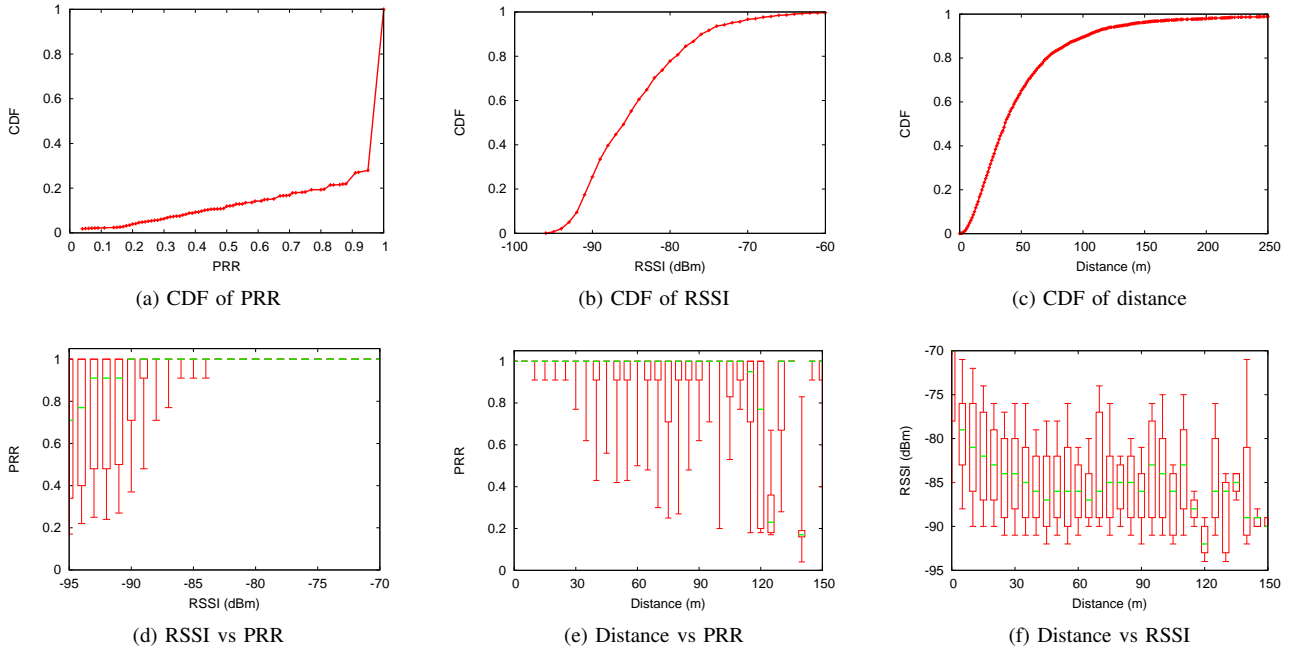 1
0.8
0.6
0.4
0.2
0
CDF
0 0.1 0.2 0.3 0.4 0.5 0.6 0.7 0.8 0.9 1
PRR
(a) CDF of PRR
1
0.8
0.6
0.4
0.2
0
CDF
-100 -90 -80 -70 -60
RSSI (dBm)
(b) CDF of RSSI
1
0.8
0.6
0.4
0.2
0
CDF
0 50 100 150 200 250
Distance (m)
(c) CDF of distance
1
0.8
0.6
0.4
0.2
0
PRR
-95 -90 -85 -80 -75 -70
RSSI (dBm)
(d) RSSI vs PRR
1
0.8
0.6
0.4
0.2
0
PRR
0 30 60 90 120 150
Distance (m)
(e) Distance vs PRR
-70
-75
-80
-85
-90
-95
RSSI (dBm)
0 30 60 90 120 150
Distance (m)
(f) Distance vs RSSI